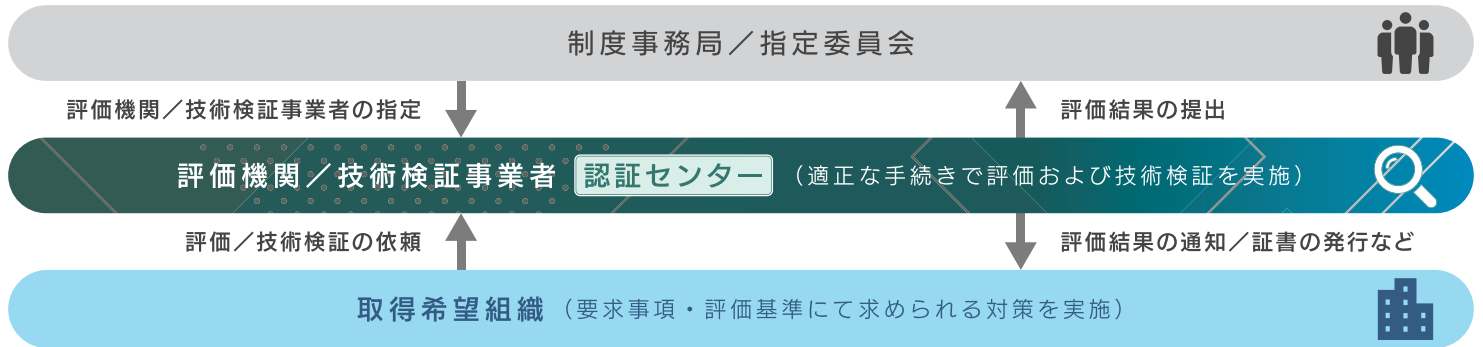 制度事務局／指定委員会
評価機関／技術検証事業者の指定
評価結果の提出
評価機関／技術検証事業者 認証センター （適正な手続きで評価および技術検証を実施）
評価／技術検証の依頼
評価結果の通知／証書の発行など
取得希望組織（要求事項・評価基準にて求められる対策を実施）